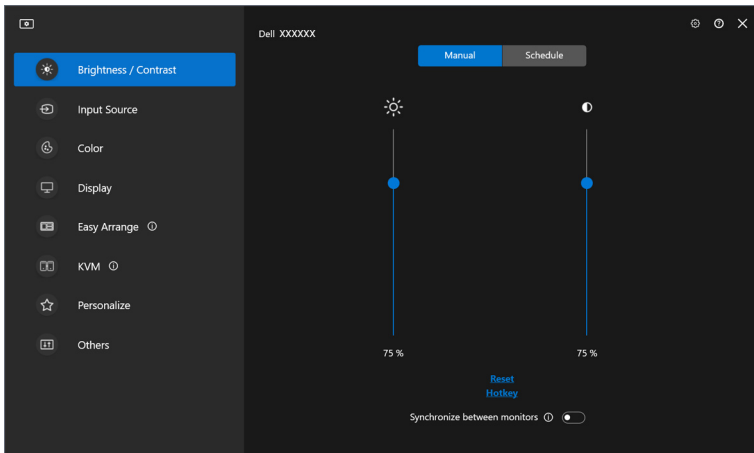 Dell XXXXXX
Manual Schedule
Brightness / Contrast
Input Source
Color
Display
Easy Arrange
KVM
Personalize
Others
75 % 75 %
Reset
Hotkey
Synchronize between monitors